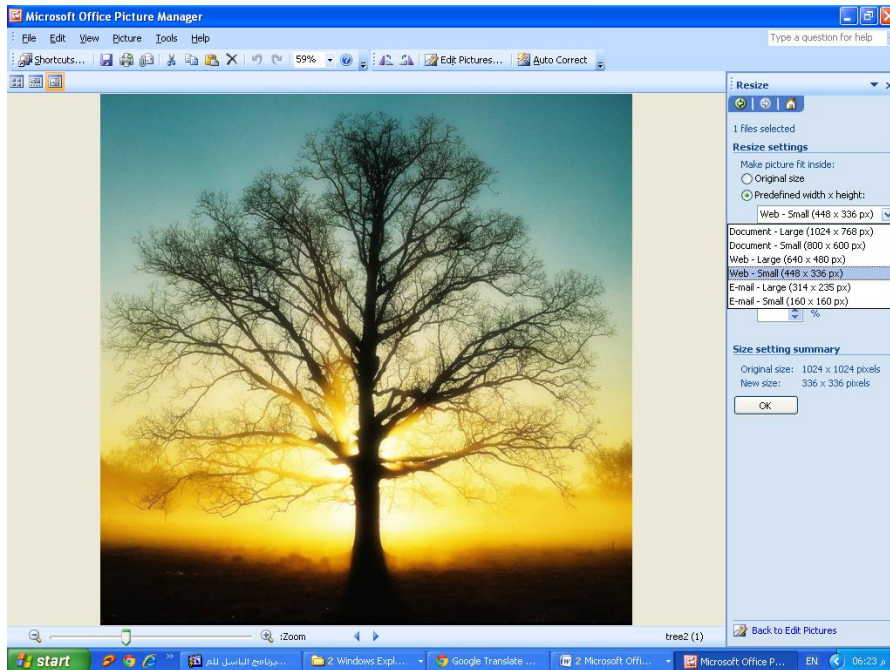 Microsoft Office Picture Manager
File Edit View Picture Tools Help
Type a question for help
Shortcuts... 59% Edit Pictures... Auto Correct
Resize
1 files selected
Resize settings
Make picture fit inside:
Original size
Predefined width x height:
Web - Small (448 x 336 px)
Document - Large (1024 x 768 px)
Document - Small (800 x 600 px)
Web - Large (640 x 480 px)
Web - Small (448 x 336 px)
E-mail - Large (314 x 235 px)
E-mail - Small (160 x 160 px)
%
Size setting summary
Original size: 1024 x 1024 pixels
New size: 336 x 336 pixels
OK
Back to Edit Pictures
:Zoom
tree2 (1)
start
برنامج الباسل للم...
2 Windows Expl...
Google Translate ...
2 Microsoft Offi...
Microsoft Office P...
EN
06:23 م